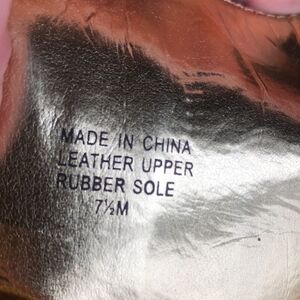 MADE IN CHINA
LEATHER UPPER
RUBBER SOLE
7½M